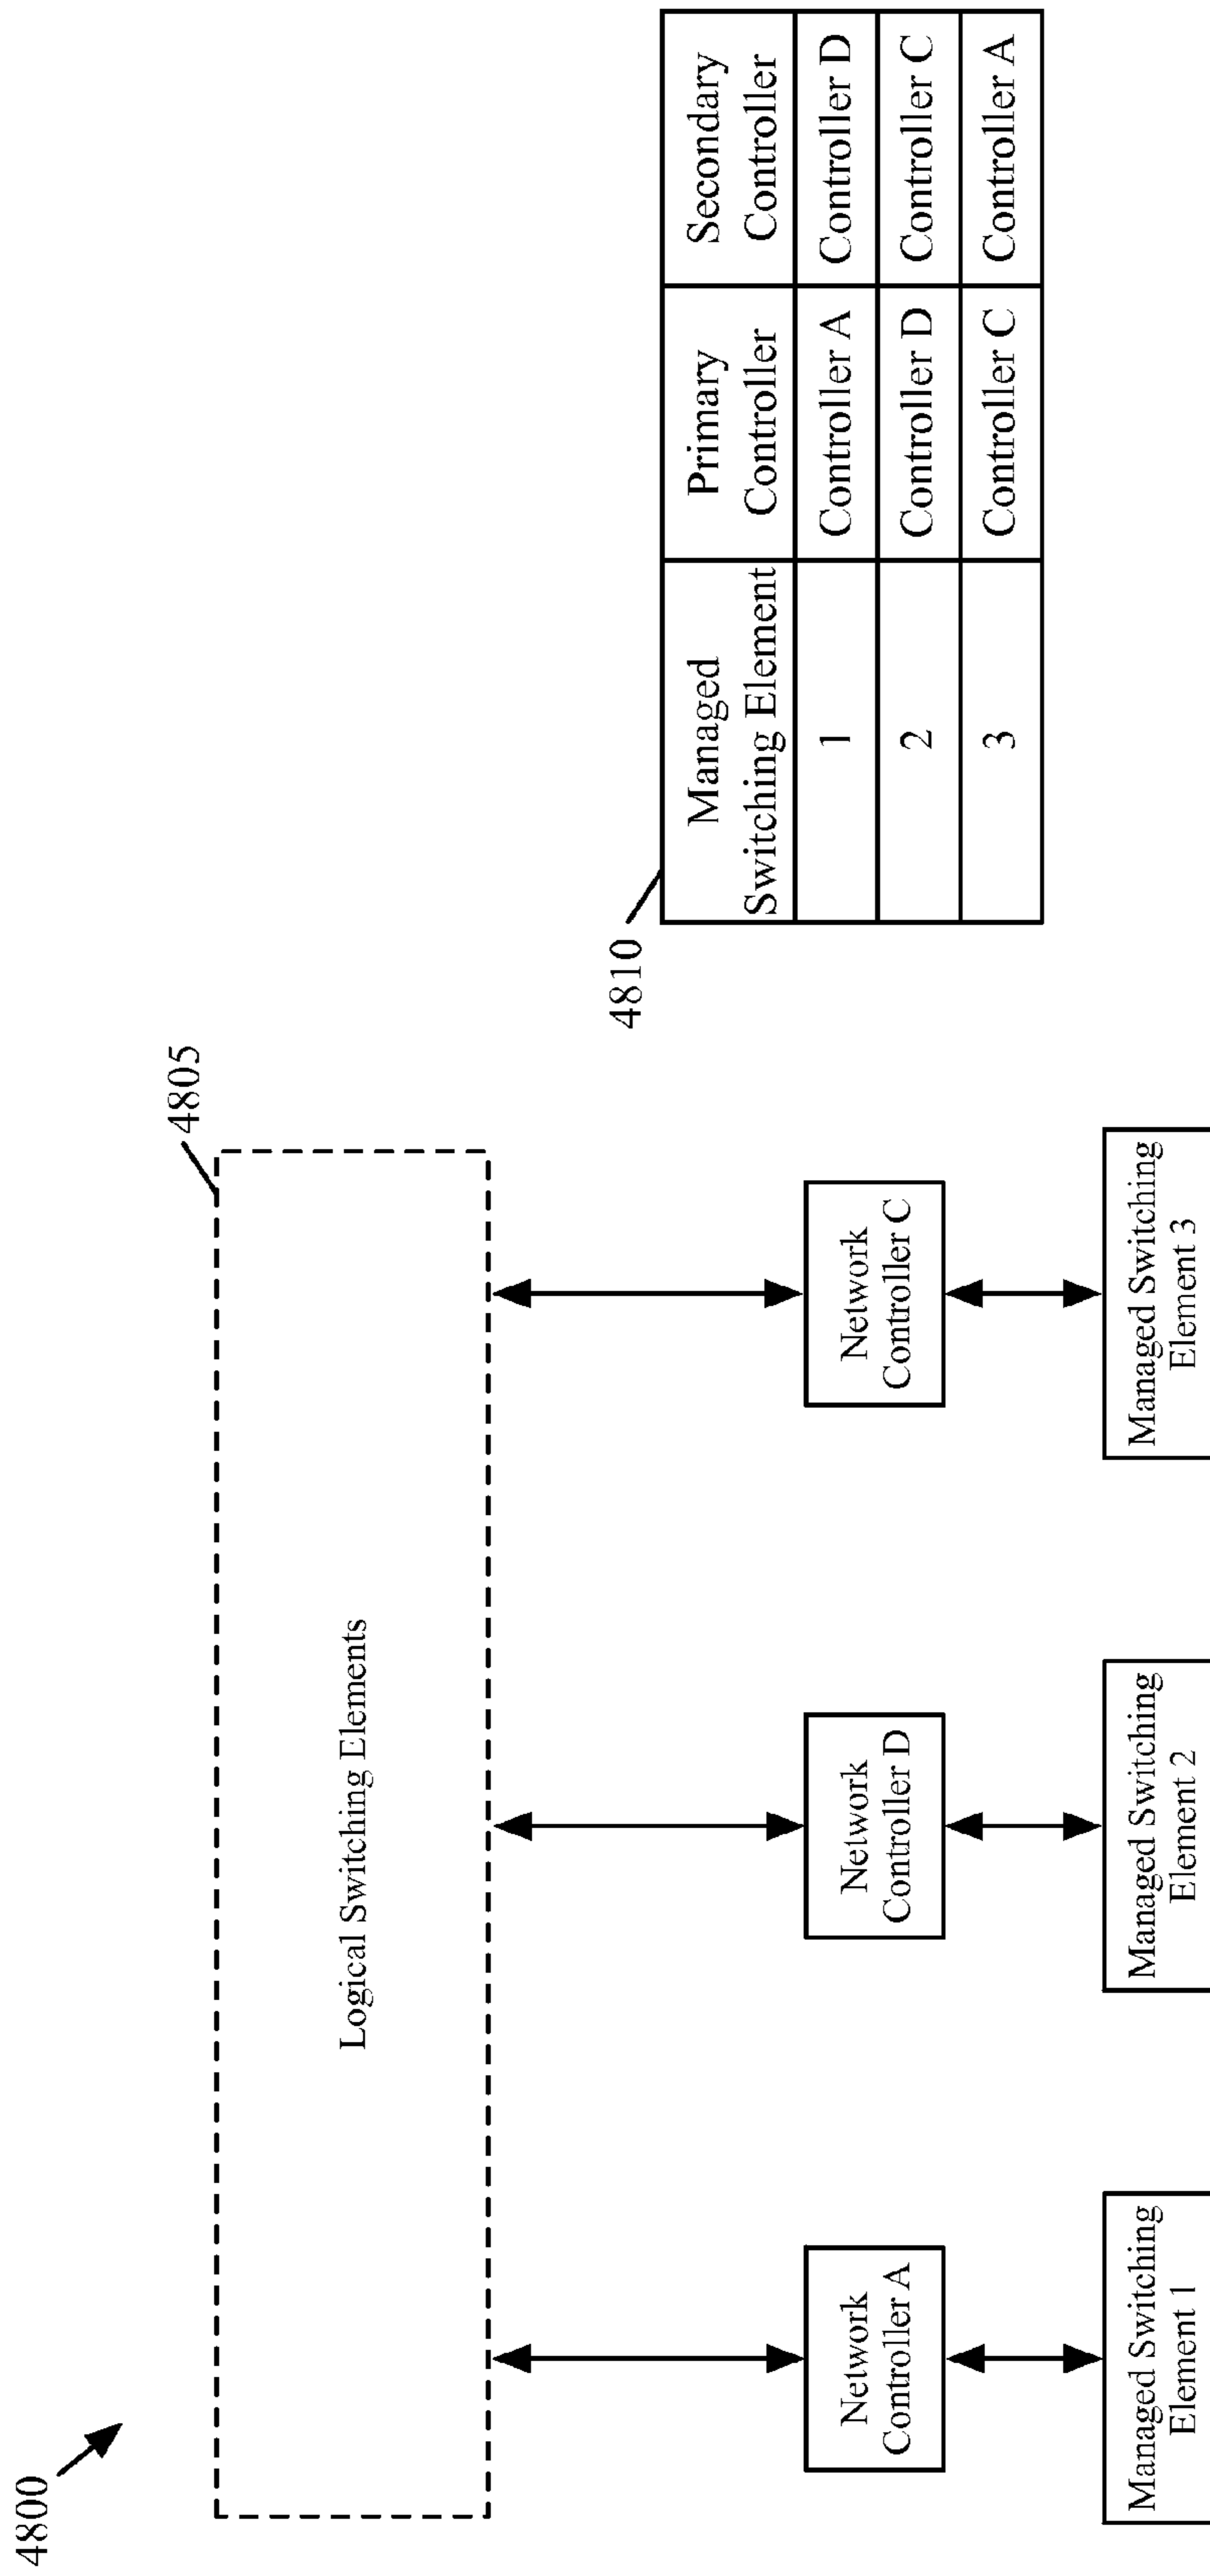 4800
4805
Logical Switching Elements
Network
Controller A
Network
Controller D
Network
Controller C
Managed Switching
Element 1
Managed Switching
Element 2
Managed Switching
Element 3
4810
Managed
Switching Element
Primary
Controller
Secondary
Controller
1
Controller A
Controller D
2
Controller D
Controller C
3
Controller C
Controller A